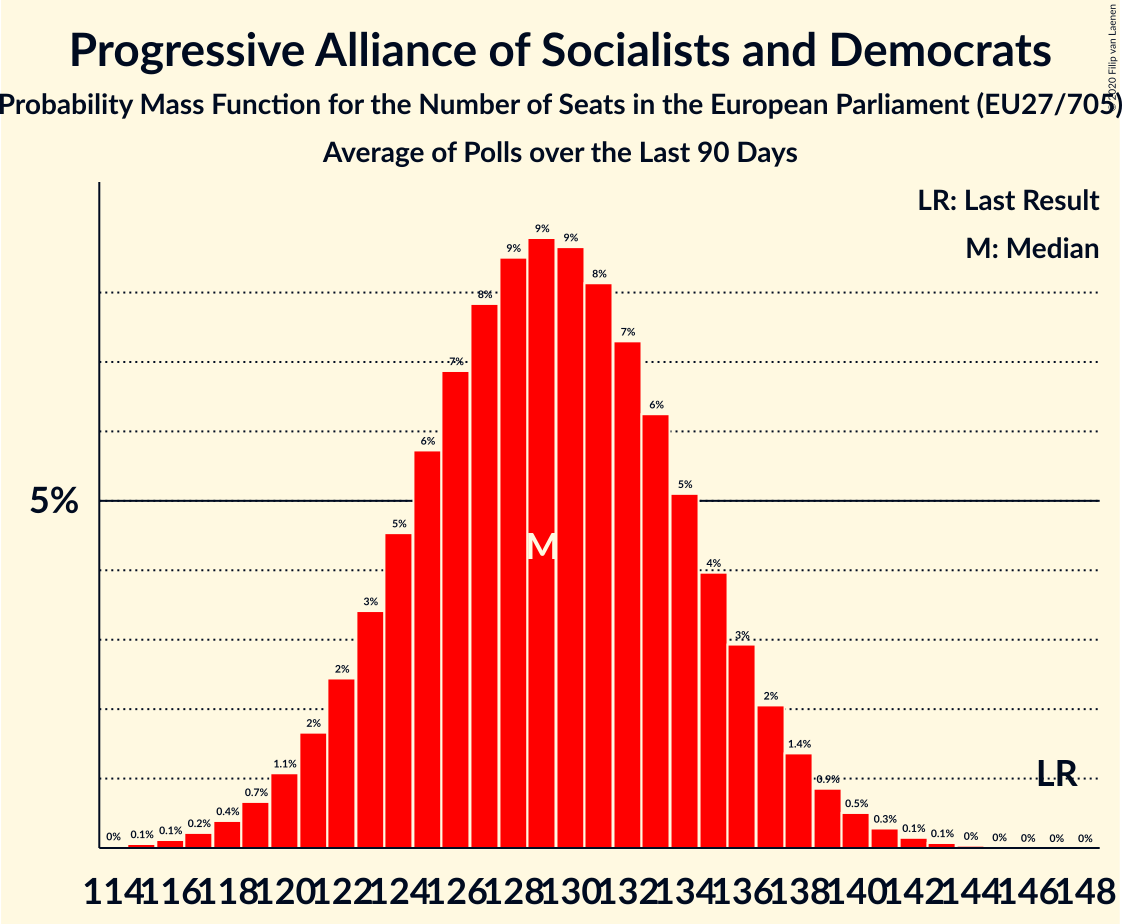 Progressive Alliance of Socialists and Democrats
Probability Mass Function for the Number of Seats in the European Parliament (EU27/705)
Average of Polls over the Last 90 Days
© 2020 Filip van Laenen
LR: Last Result
M: Median
5%
0% 0.1% 0.1% 0.2% 0.4% 0.7% 1.1% 2% 2% 3% 5% 6% 7% 8% 9% 9% 9% 8% 7% 6% 5% 4% 3% 2% 1.4% 0.9% 0.5% 0.3% 0.1% 0.1% 0% 0% 0% 0% 0%
M
LR
114 116 118 120 122 124 126 128 130 132 134 136 138 140 142 144 146 148